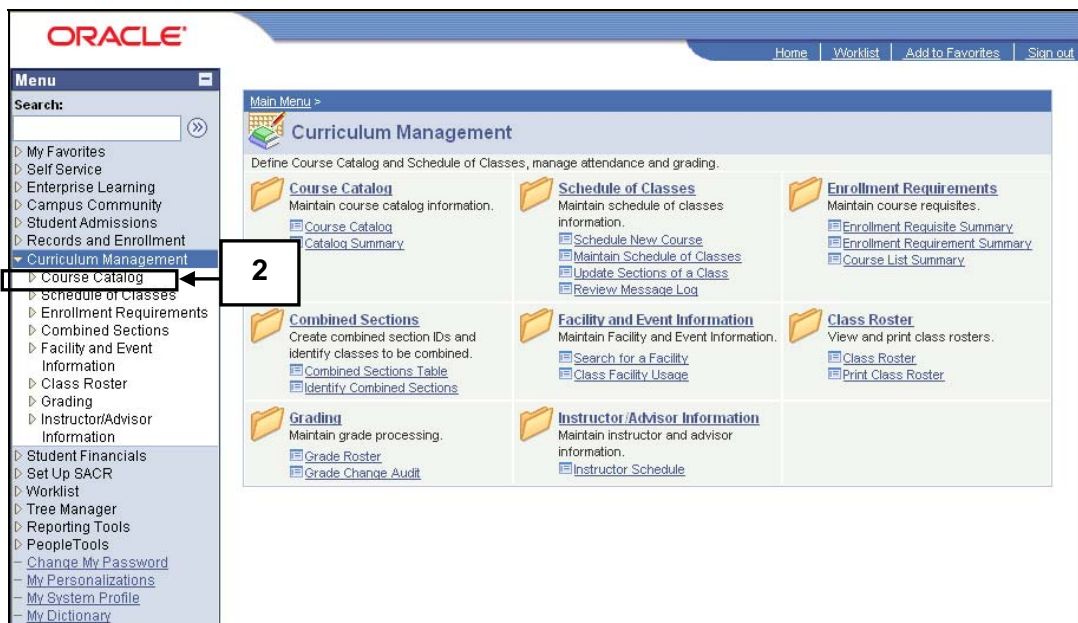 ORACLE
Home | Worklist | Add to Favorites | Sign out
Menu
Search:
My Favorites
Self Service
Enterprise Learning
Campus Community
Student Admissions
Records and Enrollment
Curriculum Management
Course Catalog
Schedule of Classes
Enrollment Requirements
Combined Sections
Facility and Event
Information
Class Roster
Grading
Instructor/Advisor
Information
Student Financials
Set Up SACR
Worklist
Tree Manager
Reporting Tools
PeopleTools
Change My Password
My Personalizations
My System Profile
My Dictionary
2
Main Menu >
Curriculum Management
Define Course Catalog and Schedule of Classes, manage attendance and grading.
Course Catalog
Maintain course catalog information.
Course Catalog
Catalog Summary
Schedule of Classes
Maintain schedule of classes
information.
Schedule New Course
Maintain Schedule of Classes
Update Sections of a Class
Review Message Log
Enrollment Requirements
Maintain course requisites.
Enrollment Requisite Summary
Enrollment Requirement Summary
Course List Summary
Combined Sections
Create combined section IDs and
identify classes to be combined.
Combined Sections Table
Identify Combined Sections
Facility and Event Information
Maintain Facility and Event Information.
Search for a Facility
Class Facility Usage
Class Roster
View and print class rosters.
Class Roster
Print Class Roster
Grading
Maintain grade processing.
Grade Roster
Grade Change Audit
Instructor/Advisor Information
Maintain instructor and advisor
information.
Instructor Schedule